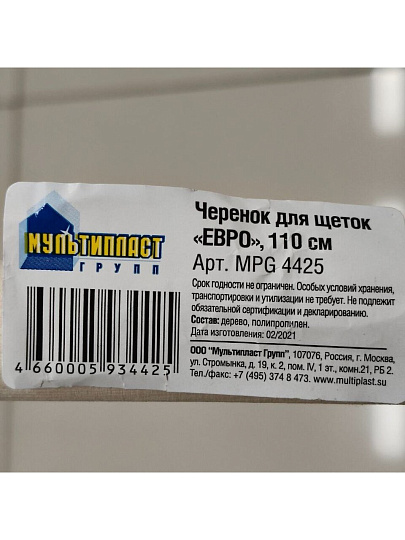 МУЛЬТИПЛАСТ
ГРУПП
Черенок для щеток
«ЕВРО», 110 см
Арт. MPG 4425
Срок годности не ограничен. Особых условий хранения,
транспортировки и утилизации не требует. Не подлежит
обязательной сертификации и декларированию.
Состав: дерево, полипропилен.
Дата изготовления: 02/2021
ООО "Мультипласт Групп", 107076, Россия, г. Москва,
ул. Стромынка, д. 19, к. 2, пом. IV, 1 эт., комн.21, РБ 2.
Тел./факс: +7 (495) 374 8 473. www.multiplast.su
4 660005 934425